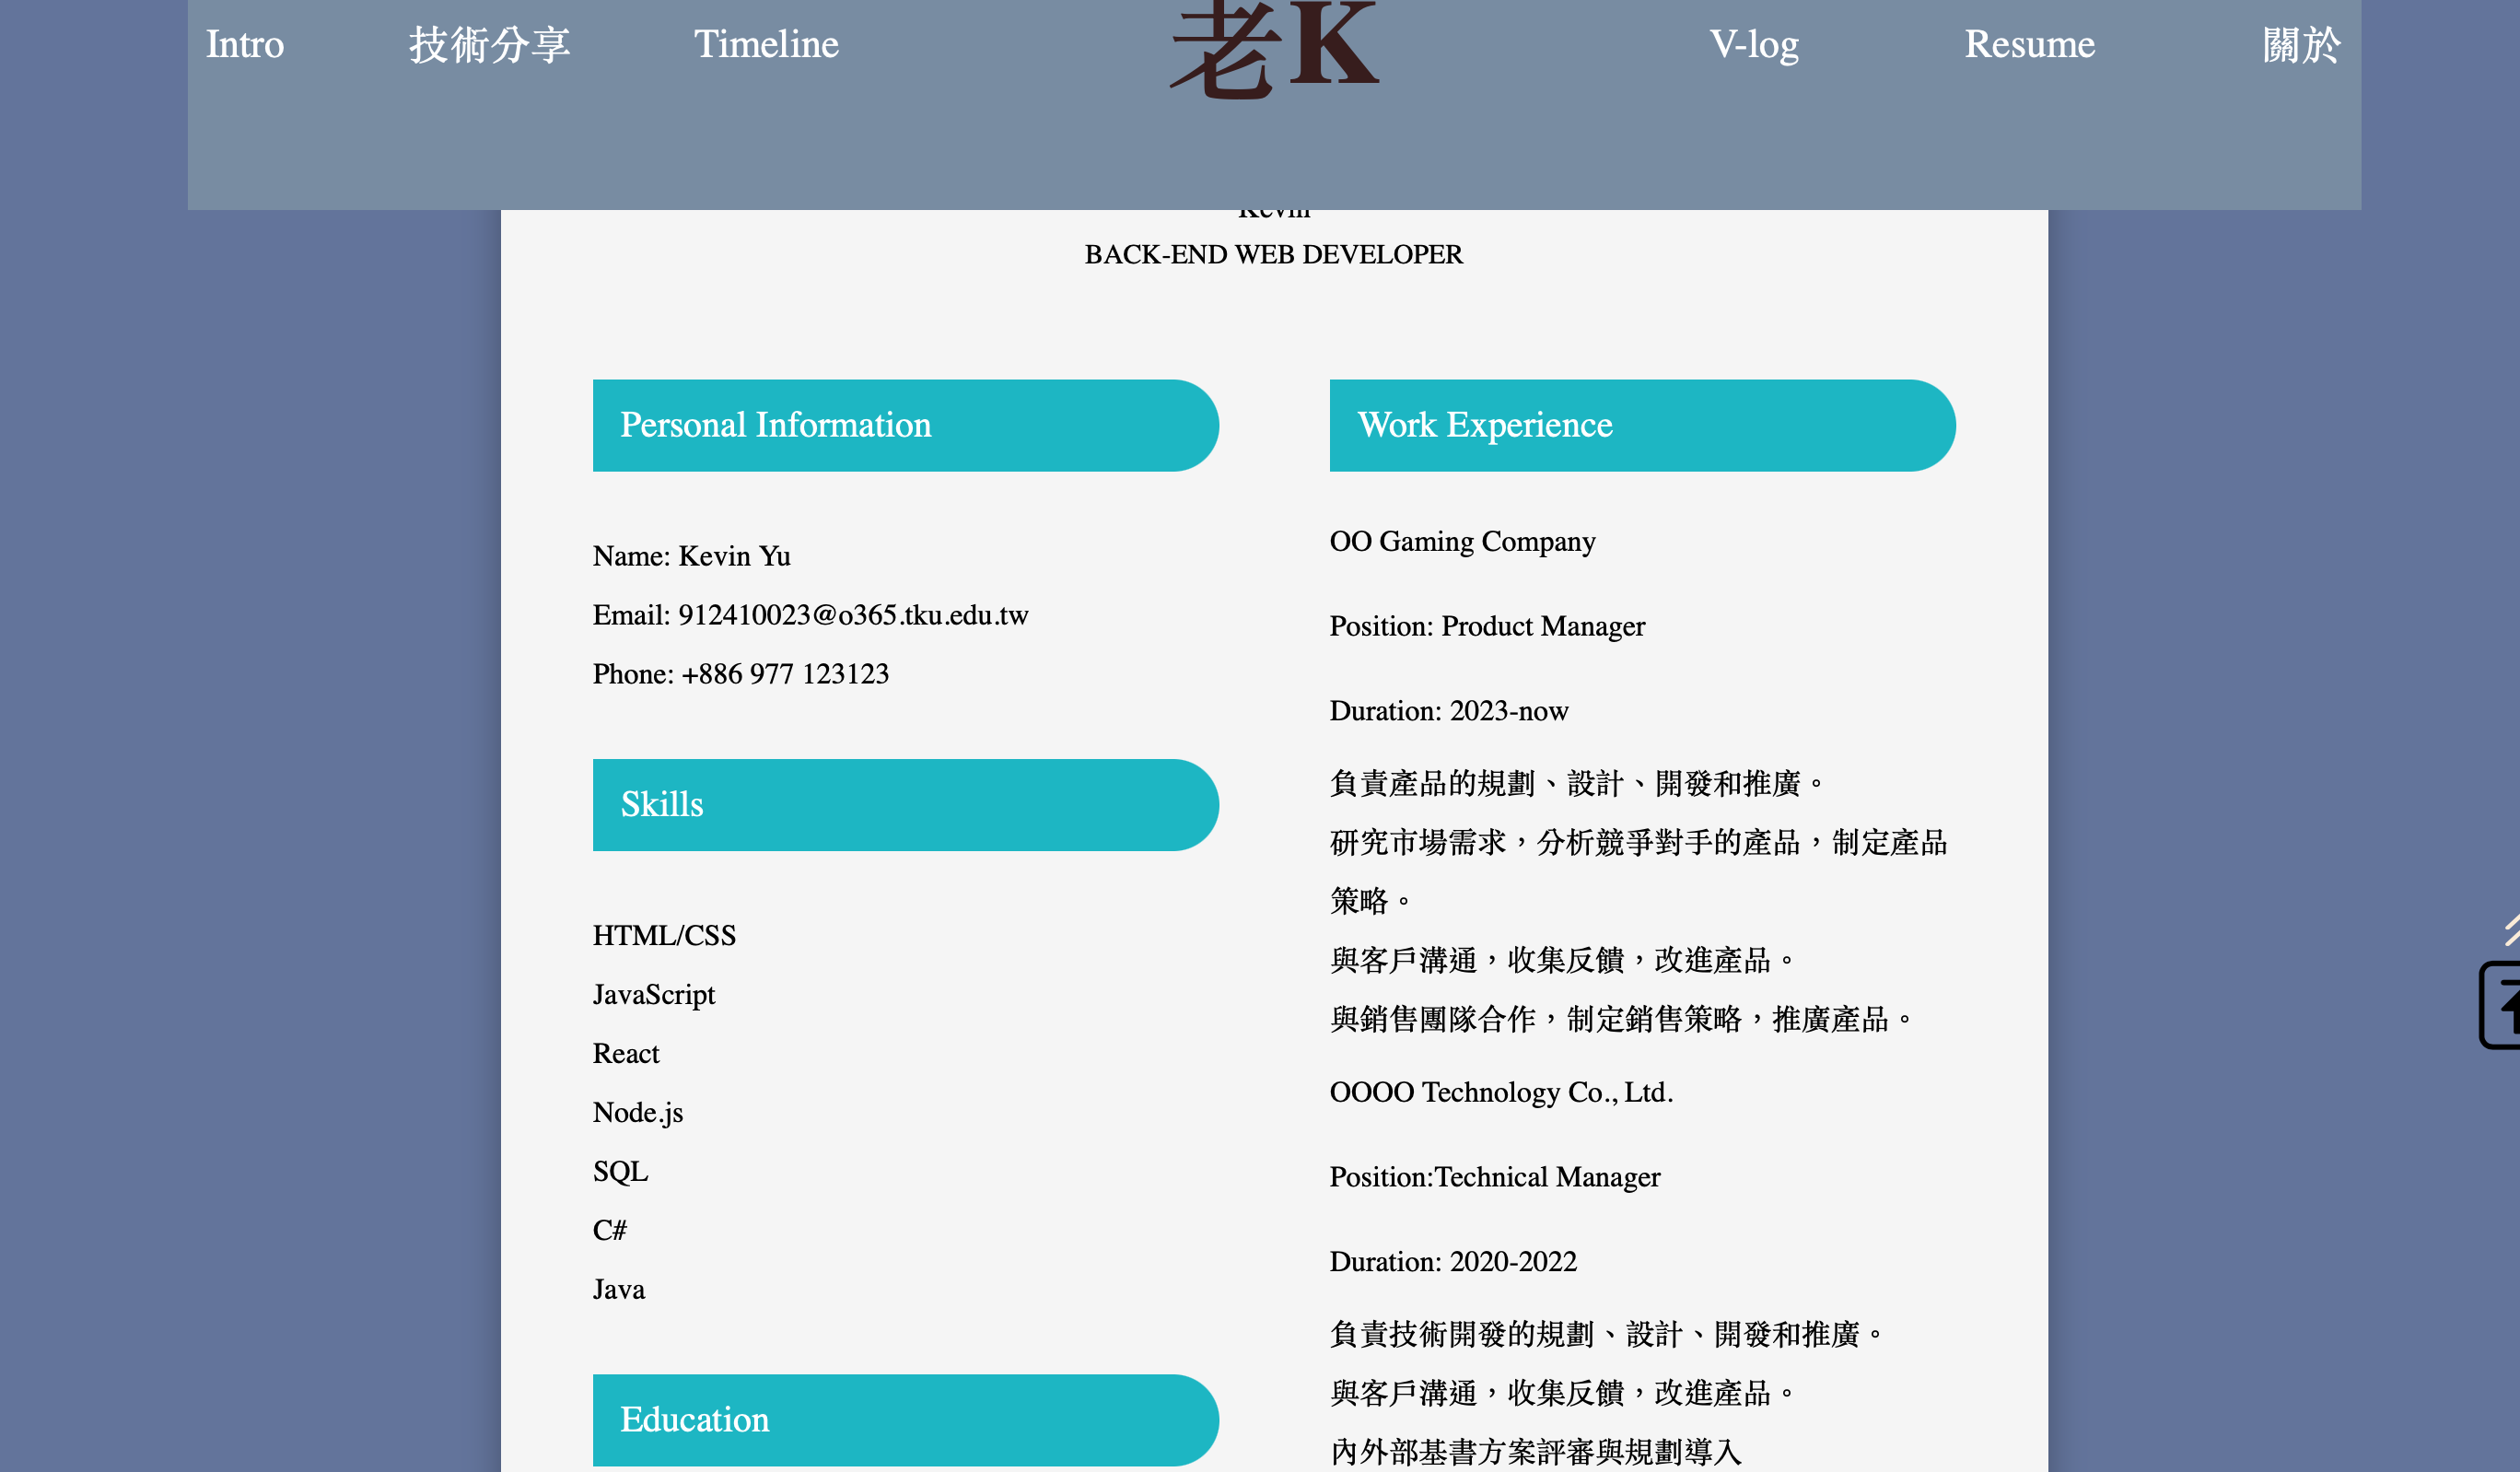 Intro 技術分享 Timeline 老K V-log Resume 關於
Kevin
BACK-END WEB DEVELOPER
Personal Information
Name: Kevin Yu
Email: 912410023@o365.tku.edu.tw
Phone: +886 977 123123
Skills
HTML/CSS
JavaScript
React
Node.js
SQL
C#
Java
Education
Work Experience
OO Gaming Company
Position: Product Manager
Duration: 2023-now
負責產品的規劃、設計、開發和推廣。
研究市場需求，分析競爭對手的產品，制定產品
策略。
與客戶溝通，收集反饋，改進產品。
與銷售團隊合作，制定銷售策略，推廣產品。
OOOO Technology Co., Ltd.
Position:Technical Manager
Duration: 2020-2022
負責技術開發的規劃、設計、開發和推廣。
與客戶溝通，收集反饋，改進產品。
內外部基書方案評審與規劃導入